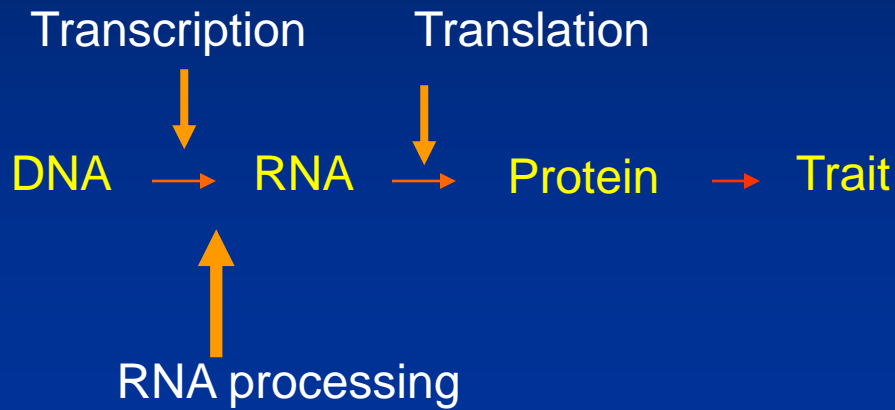 Transcription Translation
DNA RNA Protein Trait
RNA processing